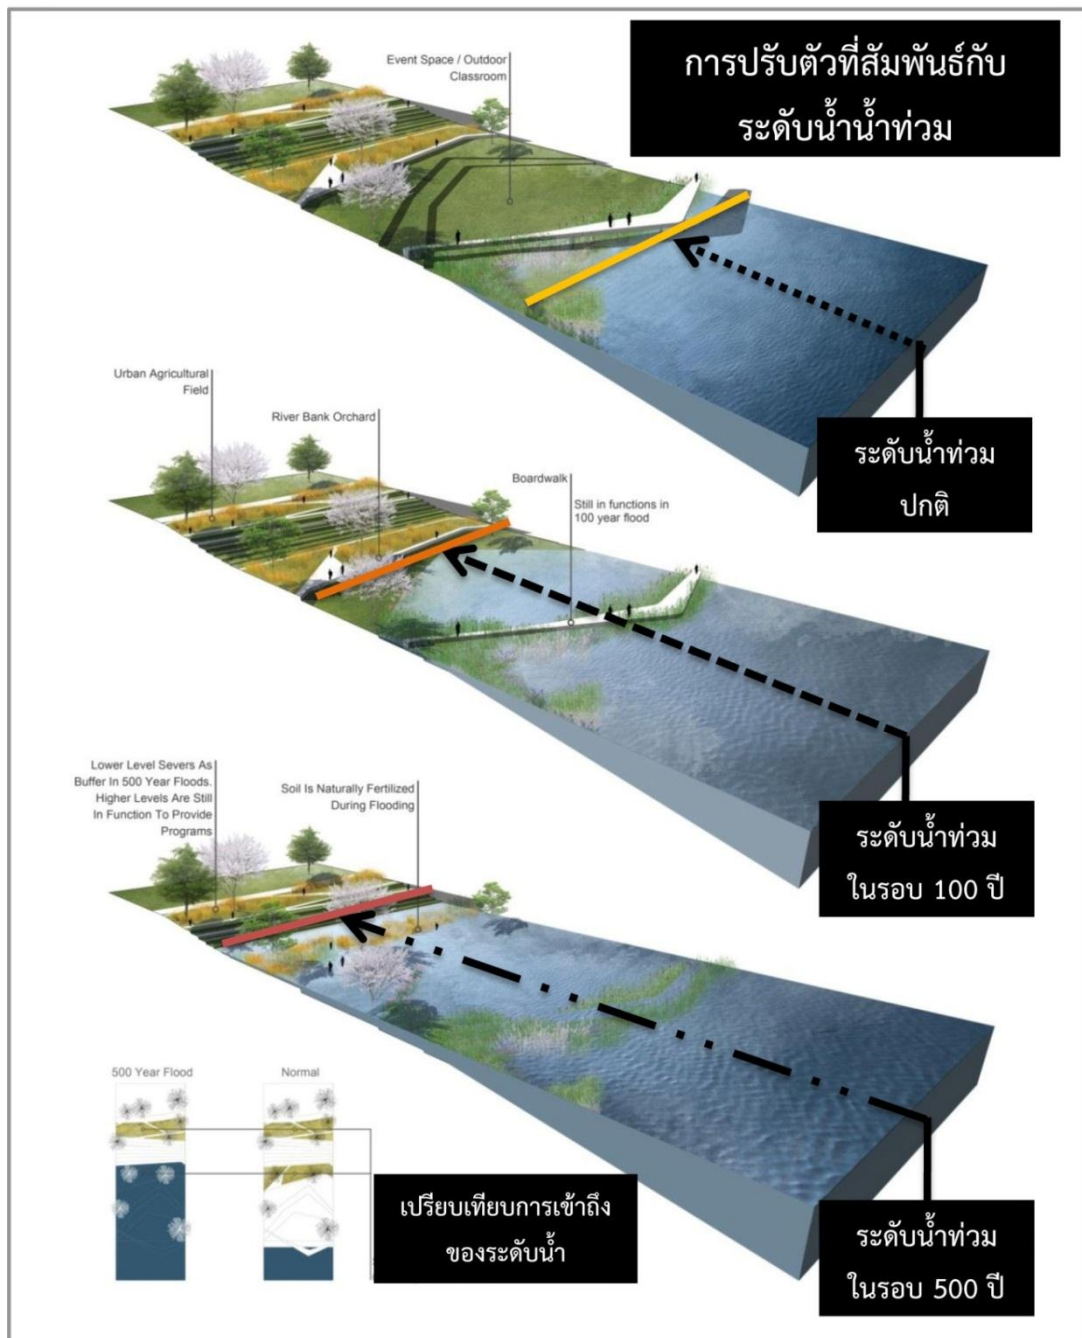 การปรับตัวที่สัมพันธ์กับ
ระดับน้ำน้ำท่วม
Event Space / Outdoor
Classroom
ระดับน้ำท่วม
ปกติ
Urban Agricultural
Field
River Bank Orchard
Boardwalk
Still in functions in
100 year flood
ระดับน้ำท่วม
ในรอบ 100 ปี
Lower Level Severs As
Buffer In 500 Year Floods.
Higher Levels Are Still
In Function To Provide
Programs
Soil Is Naturally Fertilized
During Flooding
ระดับน้ำท่วม
ในรอบ 500 ปี
500 Year Flood
Normal
เปรียบเทียบการเข้าถึง
ของระดับน้ำ